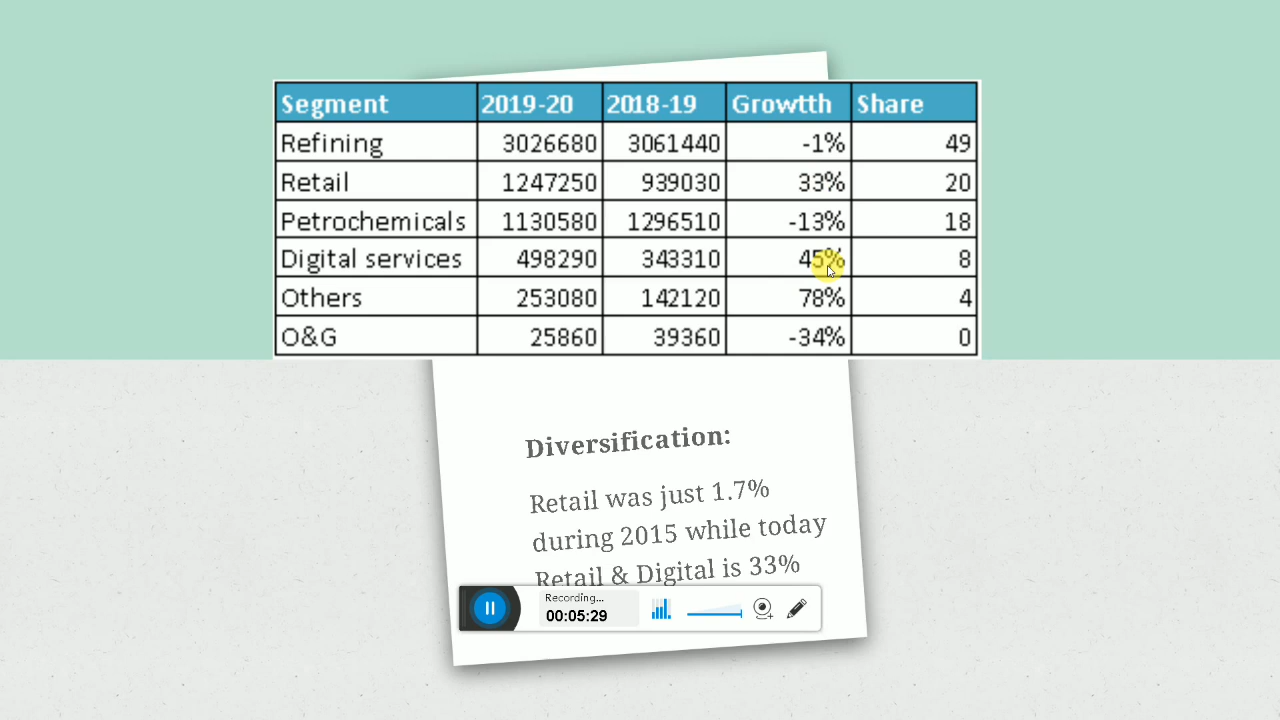 Segment 2019-20 2018-19 Growtth Share
Refining 3026680 3061440 -1% 49
Retail 1247250 939030 33% 20
Petrochemicals 1130580 1296510 -13% 18
Digital services 498290 343310 45% 8
Others 253080 142120 78% 4
O&G 25860 39360 -34% 0
Diversification:
Retail was just 1.7%
during 2015 while today
Retail & Digital is 33%
Recording...
00:05:29